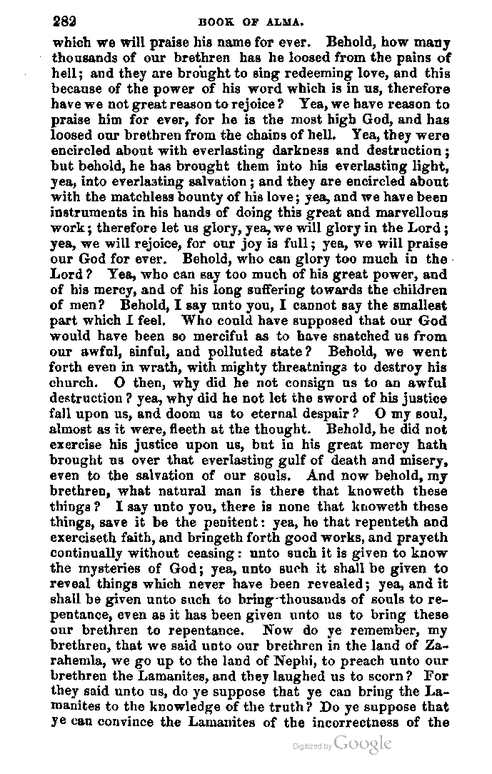 282 BOOK OF ALMA.
which we will praise his name for ever. Behold, how many
thousands of our brethren has he loosed from the pains of
hell; and they are brought to sing redeeming love, and this
because of the power of his word which is in us, therefore
have we not great reason to rejoice? Yea, we have reason to
praise him for ever, for he is the most high God, and has
loosed our brethren from the chains of hell. Yea, they were
encircled about with everlasting darkness and destruction;
but behold, he has brought them into his everlasting light,
yea, into everlasting salvation; and they are encircled about
with the matchless bounty of his love; yea, and we have been
instruments in his hands of doing this great and marvellous
work; therefore let us glory, yea, we will glory in the Lord;
yea, we will rejoice, for our joy is full; yea, we will praise
our God for ever. Behold, who can glory too much in the
Lord? Yea, who can say too much of his great power, and
of his mercy, and of his long suffering towards the children
of men? Behold, I say unto you, I cannot say the smallest
part which I feel. Who could have supposed that our God
would have been so merciful as to have snatched us from
our awful, sinful, and polluted state? Behold, we went
forth even in wrath, with mighty threatnings to destroy his
church. O then, why did he not consign us to an awful
destruction? yea, why did he not let the sword of his justice
fall upon us, and doom us to eternal despair? O my soul,
almost as it were, fleeth at the thought. Behold, he did not
exercise his justice upon us, but in his great mercy hath
brought us over that everlasting gulf of death and misery,
even to the salvation of our souls. And now behold, my
brethren, what natural man is there that knoweth these
things? I say unto you, there is none that knoweth these
things, save it be the penitent: yea, he that repenteth and
exerciseth faith, and bringeth forth good works, and prayeth
continually without ceasing: unto such it is given to know
the mysteries of God; yea, unto such it shall be given to
reveal things which never have been revealed; yea, and it
shall be given unto such to bring thousands of souls to re-
pentance, even as it has been given unto us to bring these
our brethren to repentance. Now do ye remember, my
brethren, that we said unto our brethren in the land of Za-
rahemla, we go up to the land of Nephi, to preach unto our
brethren the Lamanites, and they laughed us to scorn? For
they said unto us, do ye suppose that ye can bring the La-
manites to the knowledge of the truth? Do ye suppose that
ye can convince the Lamanites of the incorrectness of the
Digitized by Google